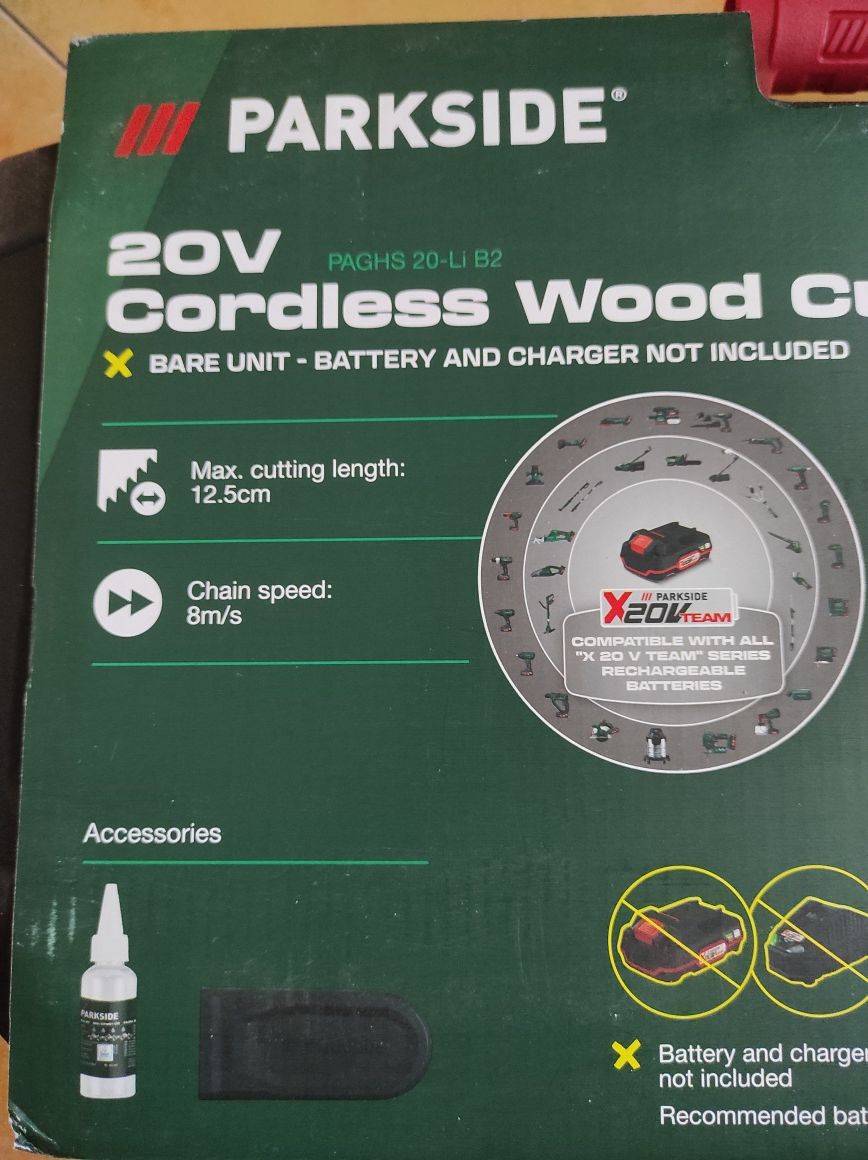 PARKSIDE®
20V PAGHS 20-Li B2
Cordless Wood Cu
X BARE UNIT - BATTERY AND CHARGER NOT INCLUDED
Max. cutting length:
12.5cm
Chain speed:
8m/s
PARKSIDE
X20V TEAM
COMPATIBLE WITH ALL
"X 20 V TEAM" SERIES
RECHARGEABLE
BATTERIES
Accessories
PARKSIDE
Battery and charger
not included
Recommended bat